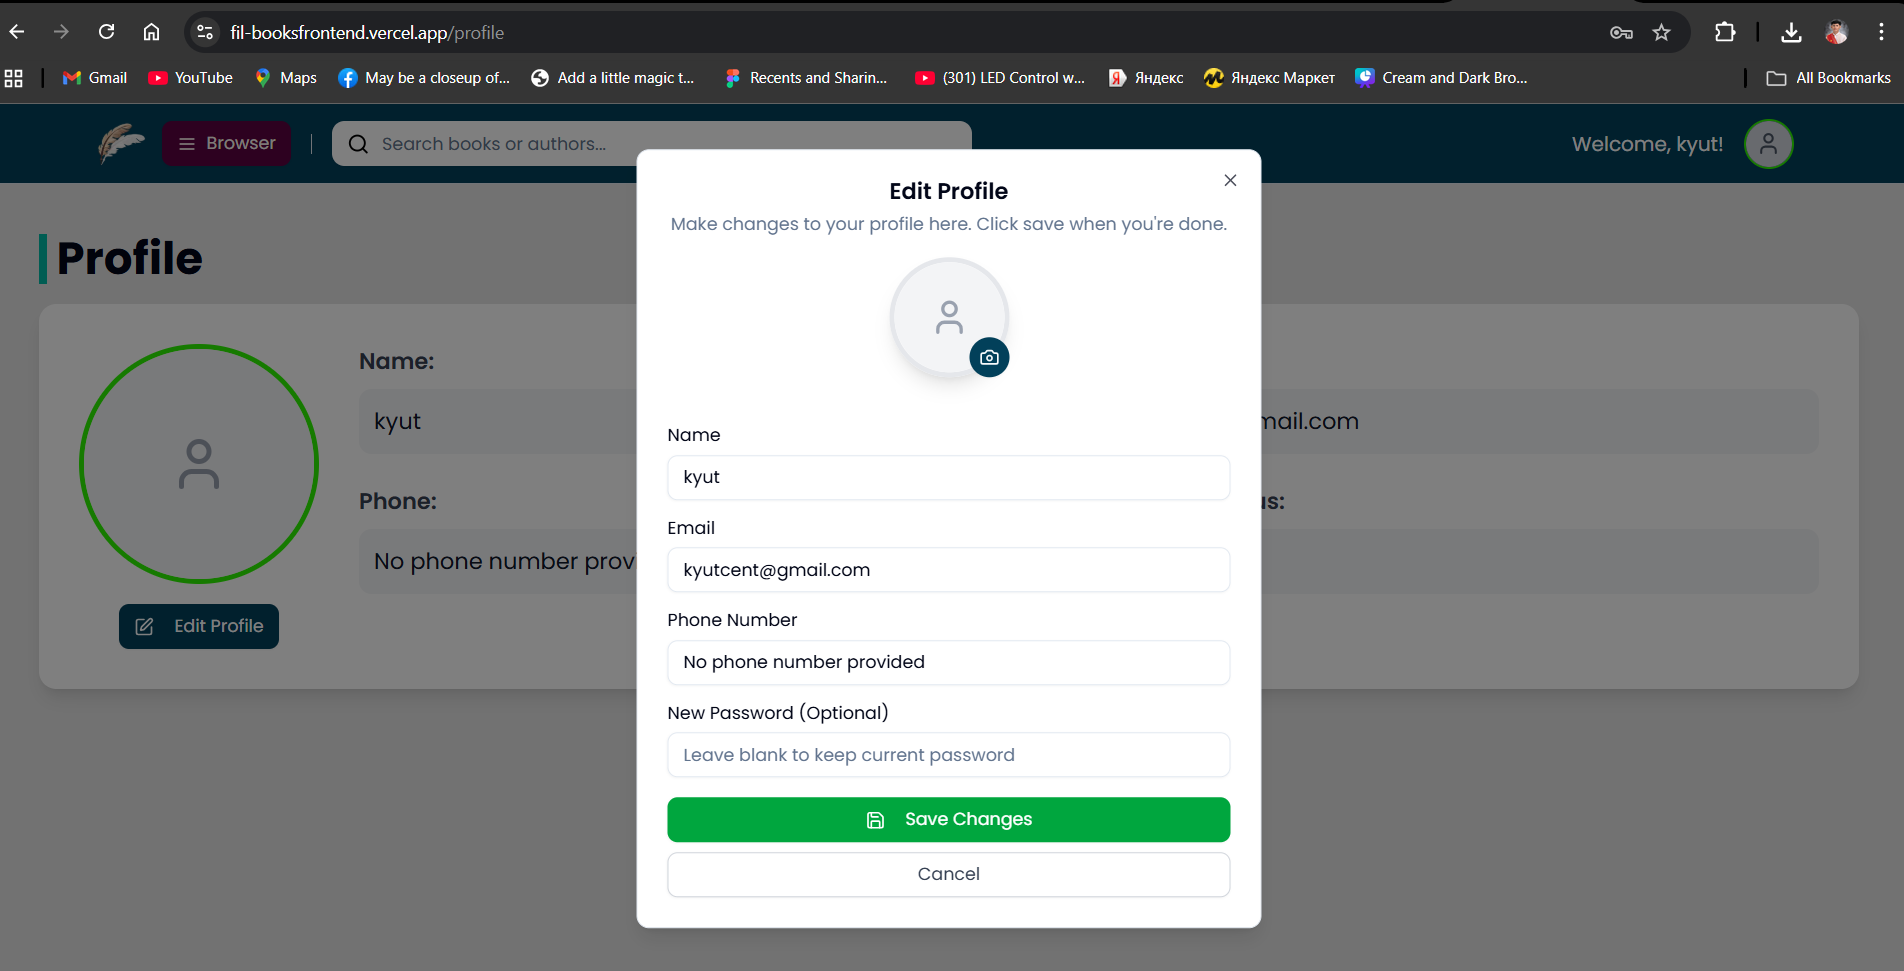 fil-booksfrontend.vercel.app/profile
Gmail
YouTube
Maps
May be a closeup of...
Add a little magic t...
Recents and Sharin...
(301) LED Control w...
Яндекс
Яндекс Маркет
Cream and Dark Bro...
All Bookmarks
Browser
Search books or authors...
Welcome, kyut!
Profile
Name:
kyut
mail.com
Phone:
us:
No phone number prov
Edit Profile
Edit Profile
Make changes to your profile here. Click save when you're done.
Name
kyut
Email
kyutcent@gmail.com
Phone Number
No phone number provided
New Password (Optional)
Leave blank to keep current password
Save Changes
Cancel